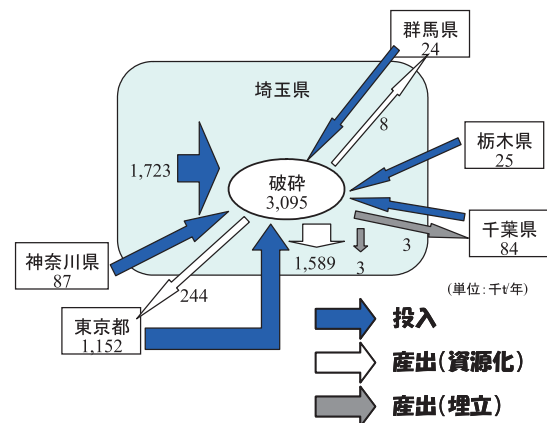 群馬県
24
埼玉県
8
栃木県
25
1,723
破砕
3,095
千葉県
84
3
神奈川県
87
1,589
3
244
(単位:千t/年)
東京都
1,152
投入
産出(資源化)
産出(埋立)